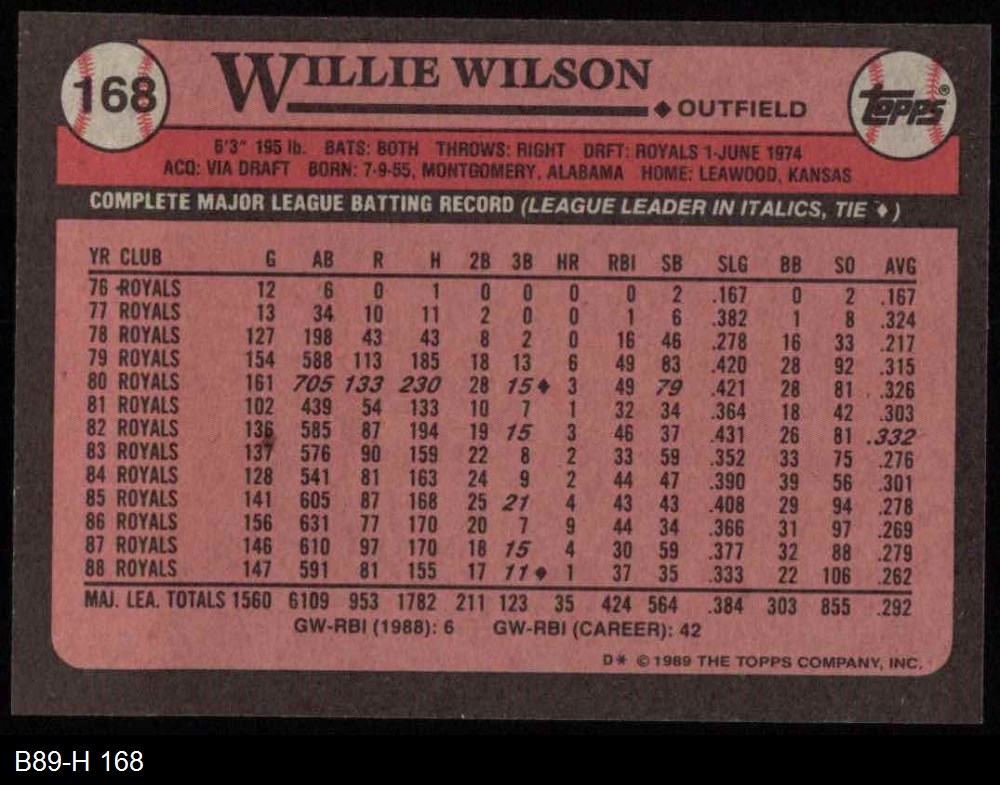 168
WILLIE WILSON
◆ OUTFIELD
TOPPS®
6'3" 195 lb. BATS: BOTH THROWS: RIGHT DRFT: ROYALS 1-JUNE 1974
ACQ: VIA DRAFT BORN: 7-9-55, MONTGOMERY, ALABAMA HOME: LEAWOOD, KANSAS
COMPLETE MAJOR LEAGUE BATTING RECORD (LEAGUE LEADER IN ITALICS, TIE ♦)
YR CLUB G AB R H 2B 3B HR RBI SB SLG BB SO AVG
76 ROYALS 12 6 0 1 0 0 0 0 2 .167 0 2 .167
77 ROYALS 13 34 10 11 2 0 0 1 6 .382 1 8 .324
78 ROYALS 127 198 43 43 8 2 0 16 46 .278 16 33 .217
79 ROYALS 154 588 113 185 18 13 6 49 83 .420 28 92 .315
80 ROYALS 161 705 133 230 28 15♦ 3 49 79 .421 28 81 .326
81 ROYALS 102 439 54 133 10 7 1 32 34 .364 18 42 .303
82 ROYALS 136 585 87 194 19 15 3 46 37 .431 26 81 .332
83 ROYALS 137 576 90 159 22 8 2 33 59 .352 33 75 .276
84 ROYALS 128 541 81 163 24 9 2 44 47 .390 39 56 .301
85 ROYALS 141 605 87 168 25 21 4 43 43 .408 29 94 .278
86 ROYALS 156 631 77 170 20 7 9 44 34 .366 31 97 .269
87 ROYALS 146 610 97 170 18 15 4 30 59 .377 32 88 .279
88 ROYALS 147 591 81 155 17 11♦ 1 37 35 .333 22 106 .262
MAJ. LEA. TOTALS 1560 6109 953 1782 211 123 35 424 564 .384 303 855 .292
GW-RBI (1988): 6 GW-RBI (CAREER): 42
D* © 1989 THE TOPPS COMPANY, INC.
B89-H 168